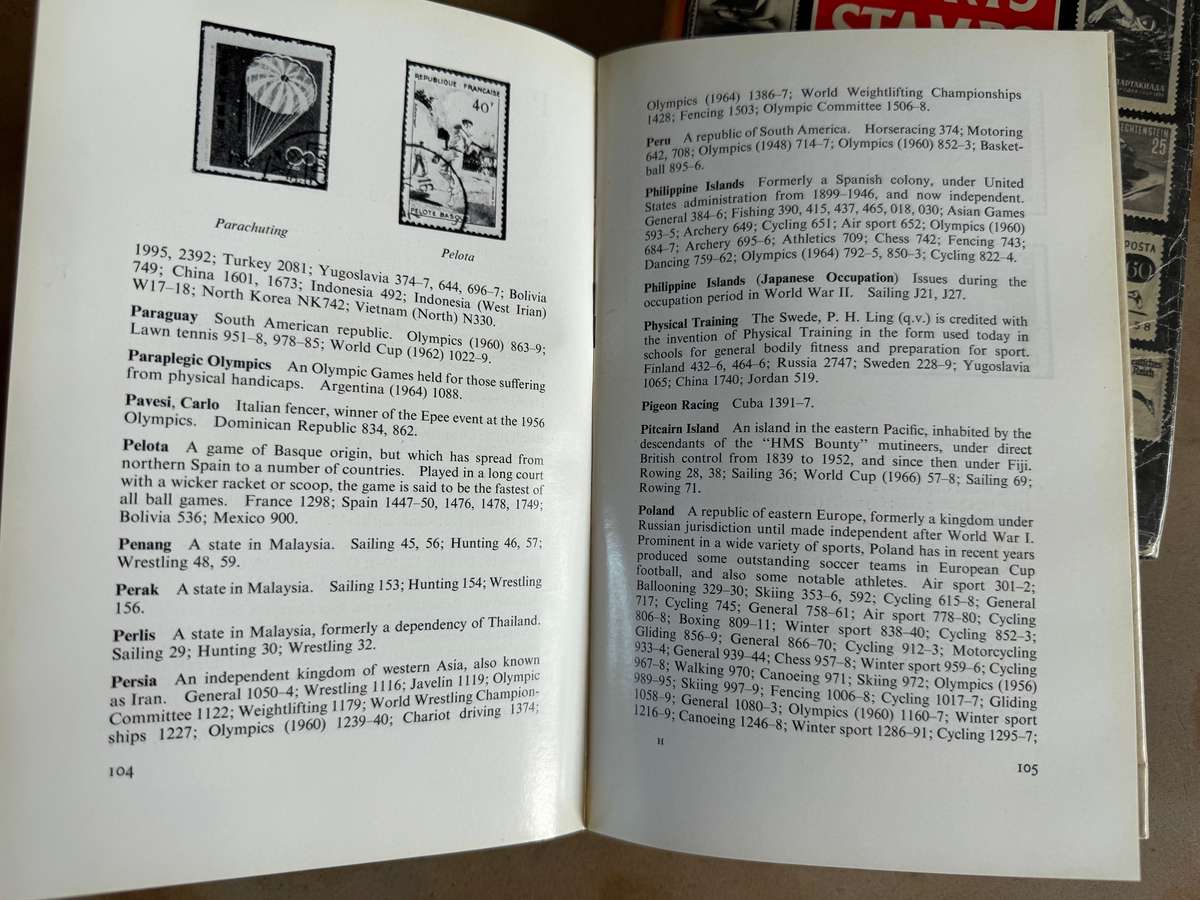 REPUBLIQUE FRANÇAISE
40F
PELOTE BASQUE
Parachuting
Pelota
1995, 2392; Turkey 2081; Yugoslavia 374–7, 644, 696–7; Bolivia
749; China 1601, 1673; Indonesia 492; Indonesia (West Irian)
W17–18; North Korea NK742; Vietnam (North) N330.
Paraguay South American republic. Olympics (1960) 863–9;
Lawn tennis 951–8, 978–85; World Cup (1962) 1022–9.
Paraplegic Olympics An Olympic Games held for those suffering
from physical handicaps. Argentina (1964) 1088.
Pavesi, Carlo Italian fencer, winner of the Epee event at the 1956
Olympics. Dominican Republic 834, 862.
Pelota A game of Basque origin, but which has spread from
northern Spain to a number of countries. Played in a long court
with a wicker racket or scoop, the game is said to be the fastest of
all ball games. France 1298; Spain 1447–50, 1476, 1478, 1749;
Bolivia 536; Mexico 900.
Penang A state in Malaysia. Sailing 45, 56; Hunting 46, 57;
Wrestling 48, 59.
Perak A state in Malaysia. Sailing 153; Hunting 154; Wrestling
156.
Perlis A state in Malaysia, formerly a dependency of Thailand.
Sailing 29; Hunting 30; Wrestling 32.
Persia An independent kingdom of western Asia, also known
as Iran. General 1050–4; Wrestling 1116; Javelin 1119; Olympic
Committee 1122; Weightlifting 1179; World Wrestling Champion-
ships 1227; Olympics (1960) 1239–40; Chariot driving 1374;
104
Olympics (1964) 1386–7; World Weightlifting Championships
1428; Fencing 1503; Olympic Committee 1506–8.
Peru A republic of South America. Horseracing 374; Motoring
642, 708; Olympics (1948) 714–7; Olympics (1960) 852–3; Basket-
ball 895–6.
Philippine Islands Formerly a Spanish colony, under United
States administration from 1899–1946, and now independent.
General 384–6; Fishing 390, 415, 437, 465, 018, 030; Asian Games
593–5; Archery 649; Cycling 651; Air sport 652; Olympics (1960)
684–7; Archery 695–6; Athletics 709; Chess 742; Fencing 743;
Dancing 759–62; Olympics (1964) 792–5, 850–3; Cycling 822–4.
Philippine Islands (Japanese Occupation) Issues during the
occupation period in World War II. Sailing J21, J27.
Physical Training The Swede, P. H. Ling (q.v.) is credited with
the invention of Physical Training in the form used today in
schools for general bodily fitness and preparation for sport.
Finland 432–6, 464–6; Russia 2747; Sweden 228–9; Yugoslavia
1065; China 1740; Jordan 519.
Pigeon Racing Cuba 1391–7.
Pitcairn Island An island in the eastern Pacific, inhabited by the
descendants of the “HMS Bounty” mutineers, under direct
British control from 1839 to 1952, and since then under Fiji.
Rowing 28, 38; Sailing 36; World Cup (1966) 57–8; Sailing 69;
Rowing 71.
Poland A republic of eastern Europe, formerly a kingdom under
Russian jurisdiction until made independent after World War I.
Prominent in a wide variety of sports, Poland has in recent years
produced some outstanding soccer teams in European Cup
football, and also some notable athletes. Air sport 301–2;
Ballooning 329–30; Skiing 353–6, 592; Cycling 615–8; General
717; Cycling 745; General 758–61; Air sport 778–80; Cycling
806–8; Boxing 809–11; Winter sport 838–40; Cycling 852–3;
Gliding 856–9; General 866–70; Cycling 912–3; Motorcycling
933–4; General 939–44; Chess 957–8; Winter sport 959–6; Cycling
967–8; Walking 970; Canoeing 971; Skiing 972; Olympics (1956)
989–95; Skiing 997–9; Fencing 1006–8; Cycling 1017–7; Gliding
1058–9; General 1080–3; Olympics (1960) 1160–7; Winter sport
1216–9; Canoeing 1246–8; Winter sport 1286–91; Cycling 1295–7;
H
105
STAMPS
25
POSTA
60
Reich